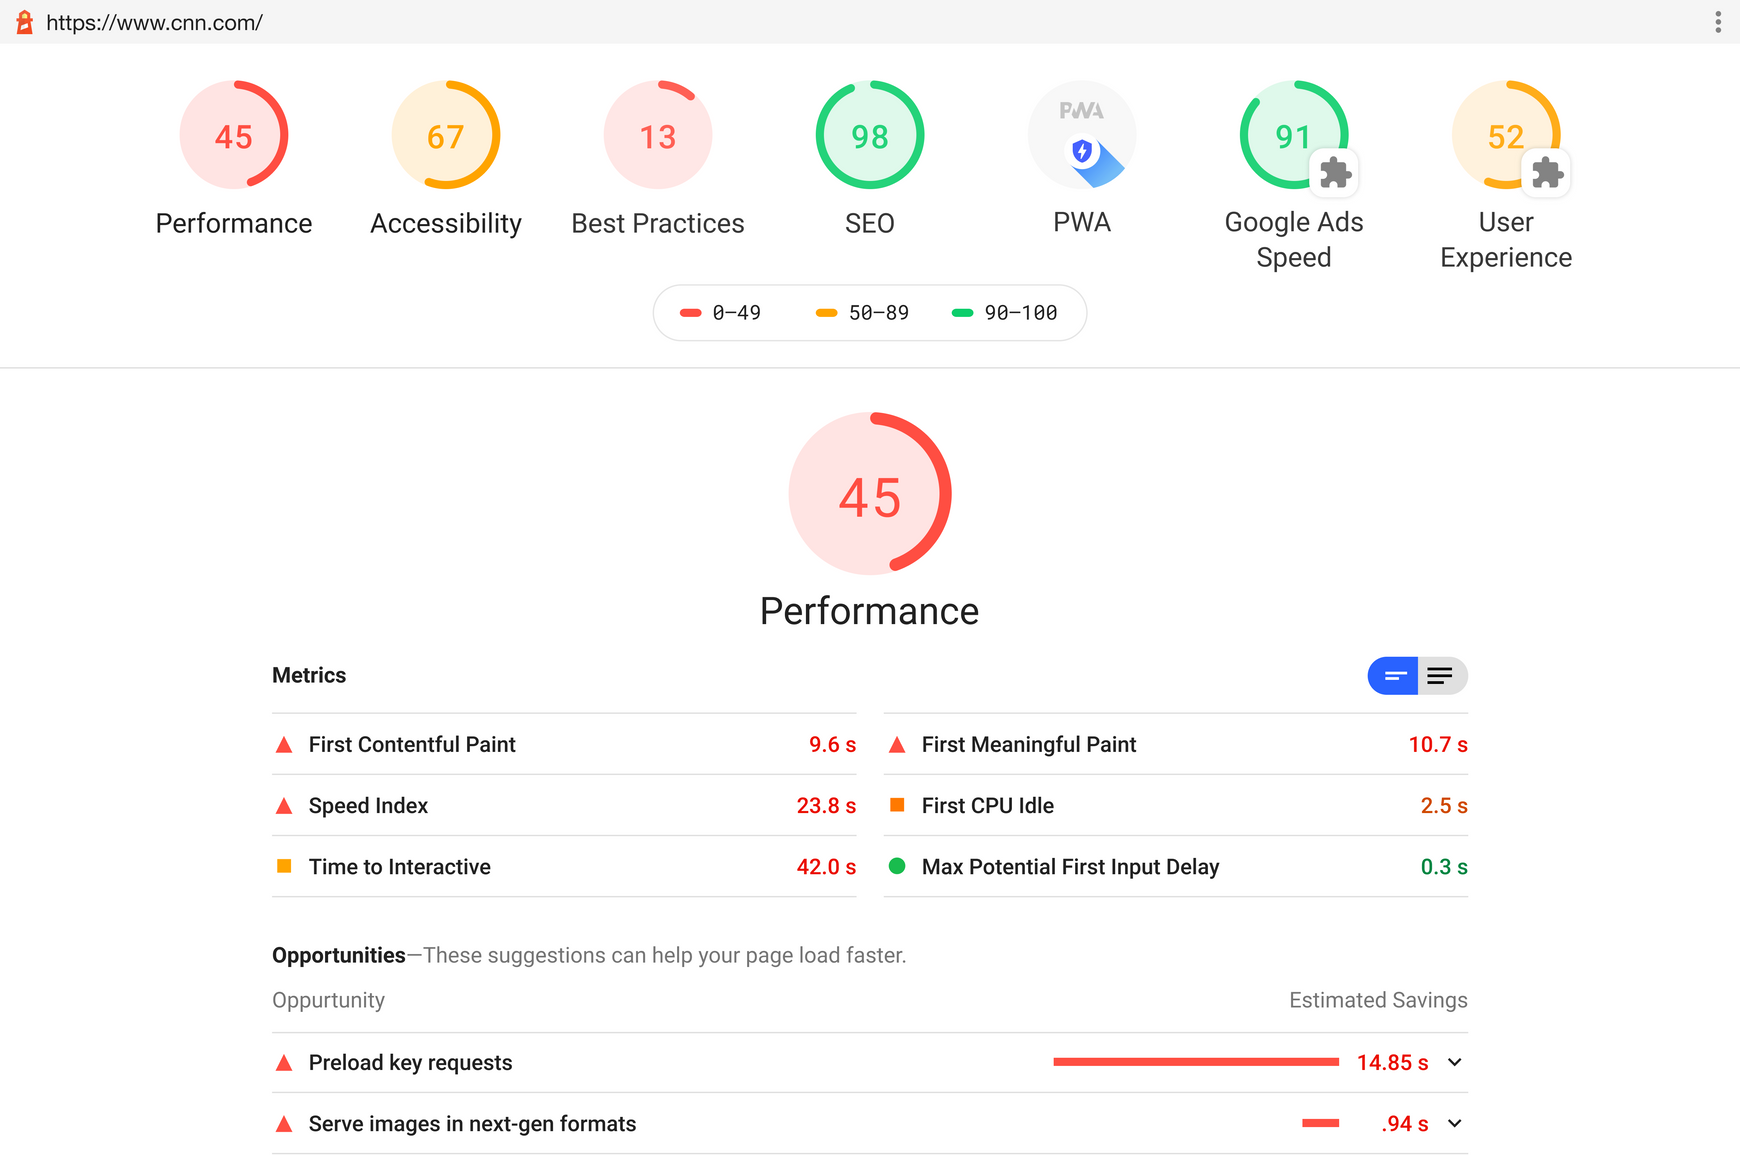 https://www.cnn.com/
45
67
13
98
PWA
91
52
Performance
Accessibility
Best Practices
SEO
PWA
Google Ads
Speed
User
Experience
0–49
50–89
90–100
45
Performance
Metrics
First Contentful Paint 9.6 s
First Meaningful Paint 10.7 s
Speed Index 23.8 s
First CPU Idle 2.5 s
Time to Interactive 42.0 s
Max Potential First Input Delay 0.3 s
Opportunities—These suggestions can help your page load faster.
Oppurtunity Estimated Savings
Preload key requests 14.85 s
Serve images in next-gen formats .94 s